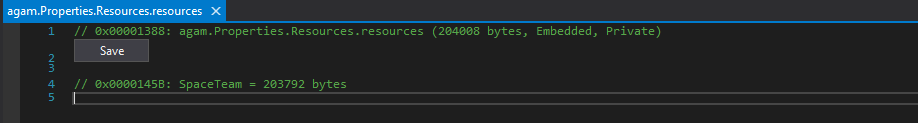 agam.Properties.Resources.resources ×
1 // 0x00001388: agam.Properties.Resources.resources (204008 bytes, Embedded, Private)
Save
2
3
4 // 0x0000145B: SpaceTeam = 203792 bytes
5